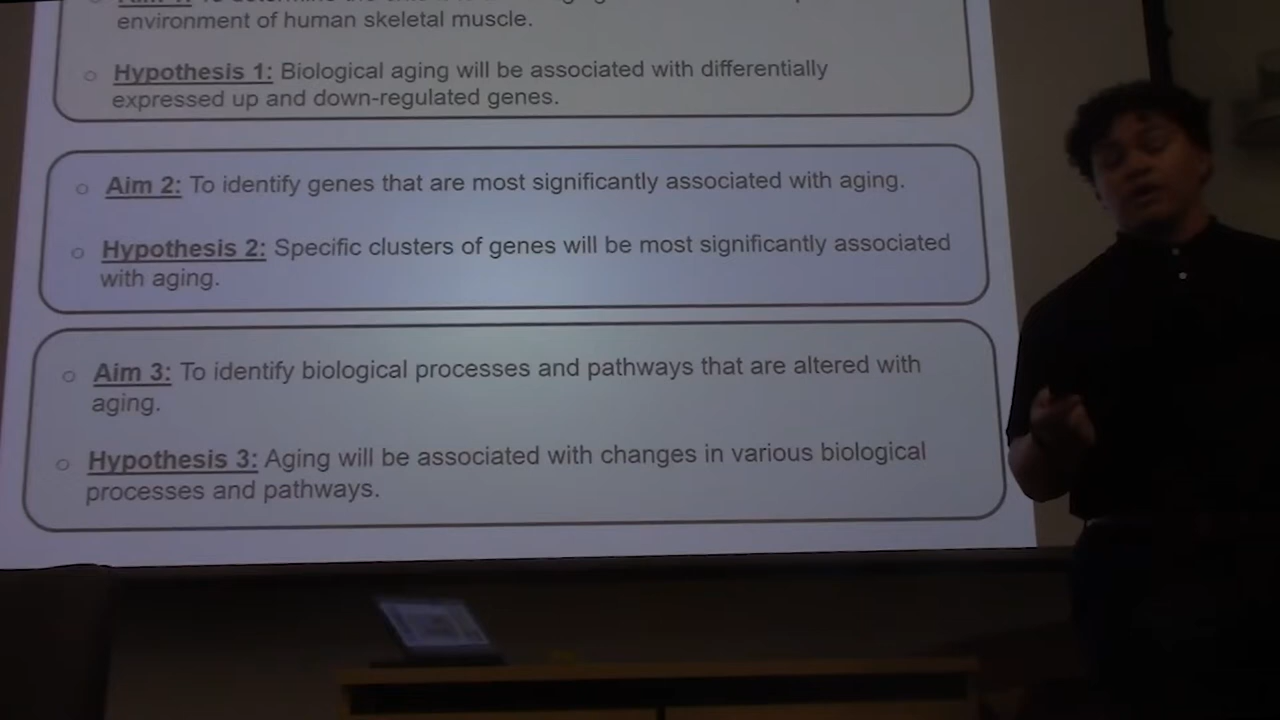 environment of human skeletal muscle.
○ Hypothesis 1: Biological aging will be associated with differentially
expressed up and down-regulated genes.
○ Aim 2: To identify genes that are most significantly associated with aging.
○ Hypothesis 2: Specific clusters of genes will be most significantly associated
with aging.
○ Aim 3: To identify biological processes and pathways that are altered with
aging.
○ Hypothesis 3: Aging will be associated with changes in various biological
processes and pathways.